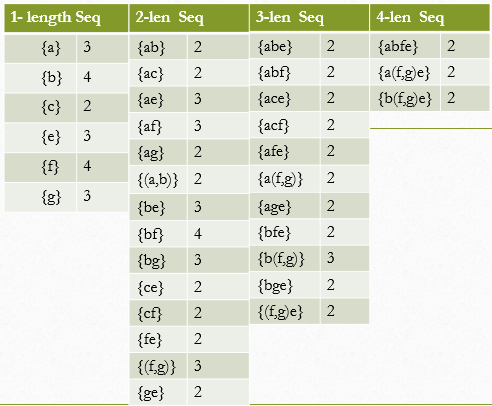 1- length Seq 2-len Seq 3-len Seq 4-len Seq
{a} 3 {ab} 2 {abe} 2 {abfe} 2
{b} 4 {ac} 2 {abf} 2 {a(f,g)e} 2
{c} 2 {ae} 3 {ace} 2 {b(f,g)e} 2
{e} 3 {af} 3 {acf} 2
{f} 4 {ag} 2 {afe} 2
{g} 3 {(a,b)} 2 {a(f,g)} 2
{be} 3 {age} 2
{bf} 4 {bfe} 2
{bg} 3 {b(f,g)} 3
{ce} 2 {bge} 2
{cf} 2 {(f,g)e} 2
{fe} 2
{(f,g)} 3
{ge} 2